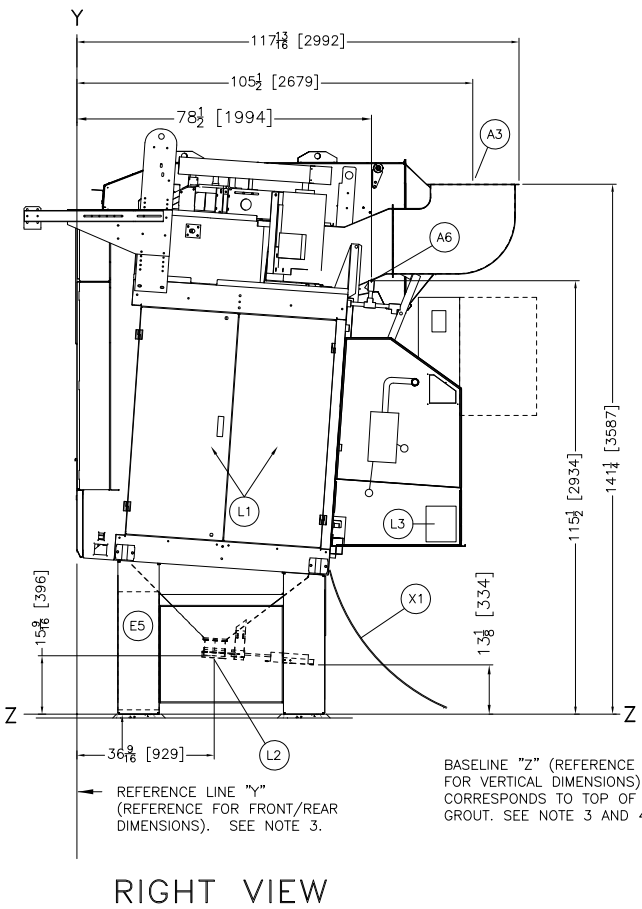 Y
117 13/16 [2992]
105 1/2 [2679]
78 1/2 [1994]
A3
A6
L1
L3
115 1/2 [2934]
141 1/4 [3587]
15 9/16 [396]
E5
X1
13 1/8 [334]
Z
Z
36 9/16 [929]
L2
REFERENCE LINE "Y"
(REFERENCE FOR FRONT/REAR
DIMENSIONS). SEE NOTE 3.
BASELINE "Z" (REFERENCE
FOR VERTICAL DIMENSIONS)
CORRESPONDS TO TOP OF
GROUT. SEE NOTE 3 AND 4
RIGHT VIEW